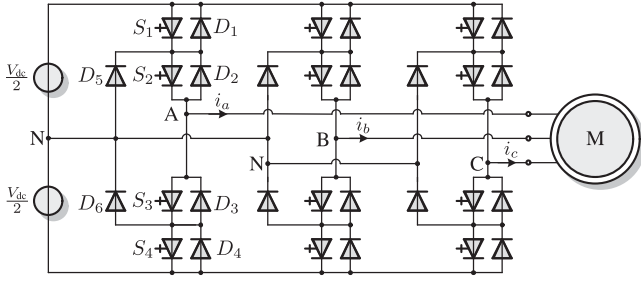 S1 D1
Vdc/2 D5 S2 D2
A ia
N B ib M
N C ic
Vdc/2 D6 S3 D3
S4 D4